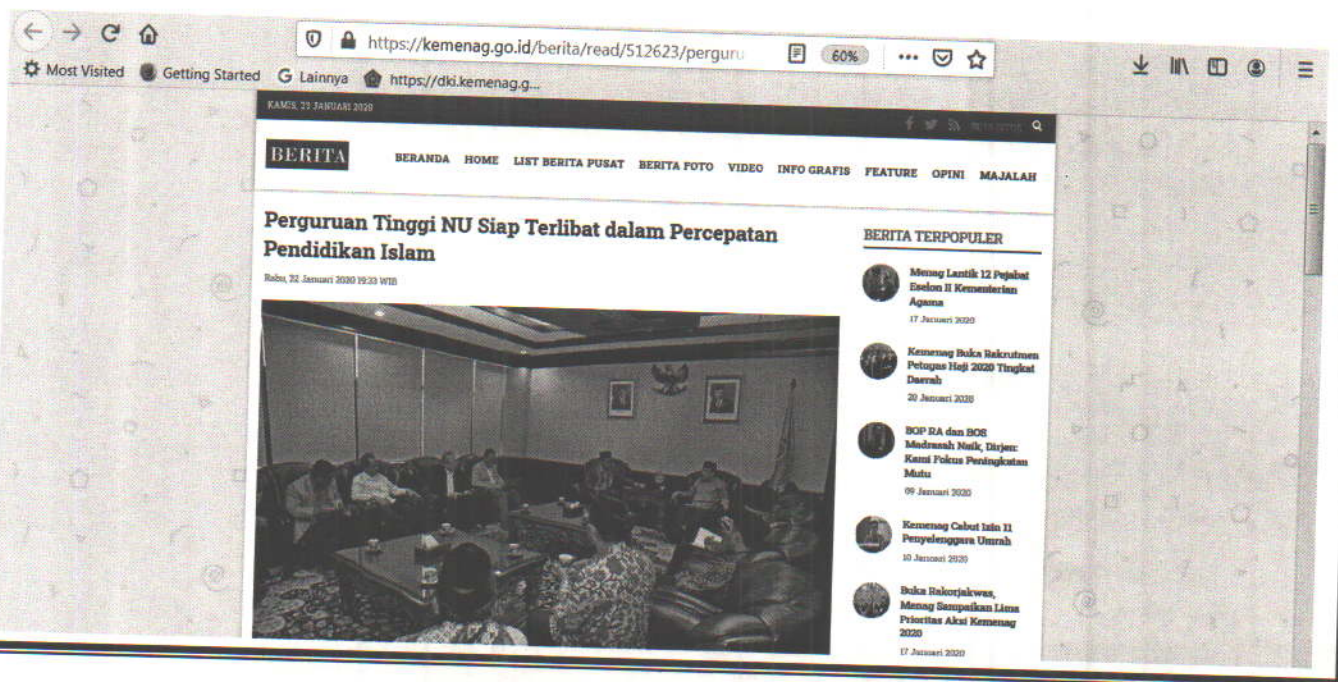 https://kemenag.go.id/berita/read/512623/perguru
60%
Most Visited
Getting Started
Lainnya
https://dki.kemenag.g...
KAMIS, 23 JANUARI 2020
BERITA
BERANDA HOME LIST BERITA PUSAT BERITA FOTO VIDEO INFO GRAFIS FEATURE OPINI MAJALAH
Perguruan Tinggi NU Siap Terlibat dalam Percepatan
Pendidikan Islam
Rabu, 22 Januari 2020 19:33 WIB
BERITA TERPOPULER
Menag Lantik 12 Pejabat
Eselon II Kementerian
Agama
17 Januari 2020
Kemenag Buka Rekrutmen
Petugas Haji 2020 Tingkat
Daerah
20 Januari 2020
BOP RA dan BOS
Madrasah Naik, Dirjen:
Kami Fokus Peningkatan
Mutu
09 Januari 2020
Kemenag Cabut Izin 11
Penyelenggara Umrah
10 Januari 2020
Buka Rakorjakwas,
Menag Sampaikan Lima
Prioritas Aksi Kemenag
2020
17 Januari 2020